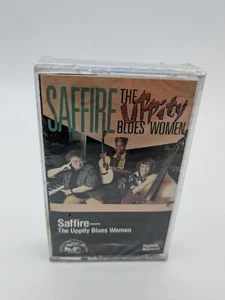 SAFFIRE THE
Uppity
BLUES WOMEN
Saffire—
The Uppity Blues Women